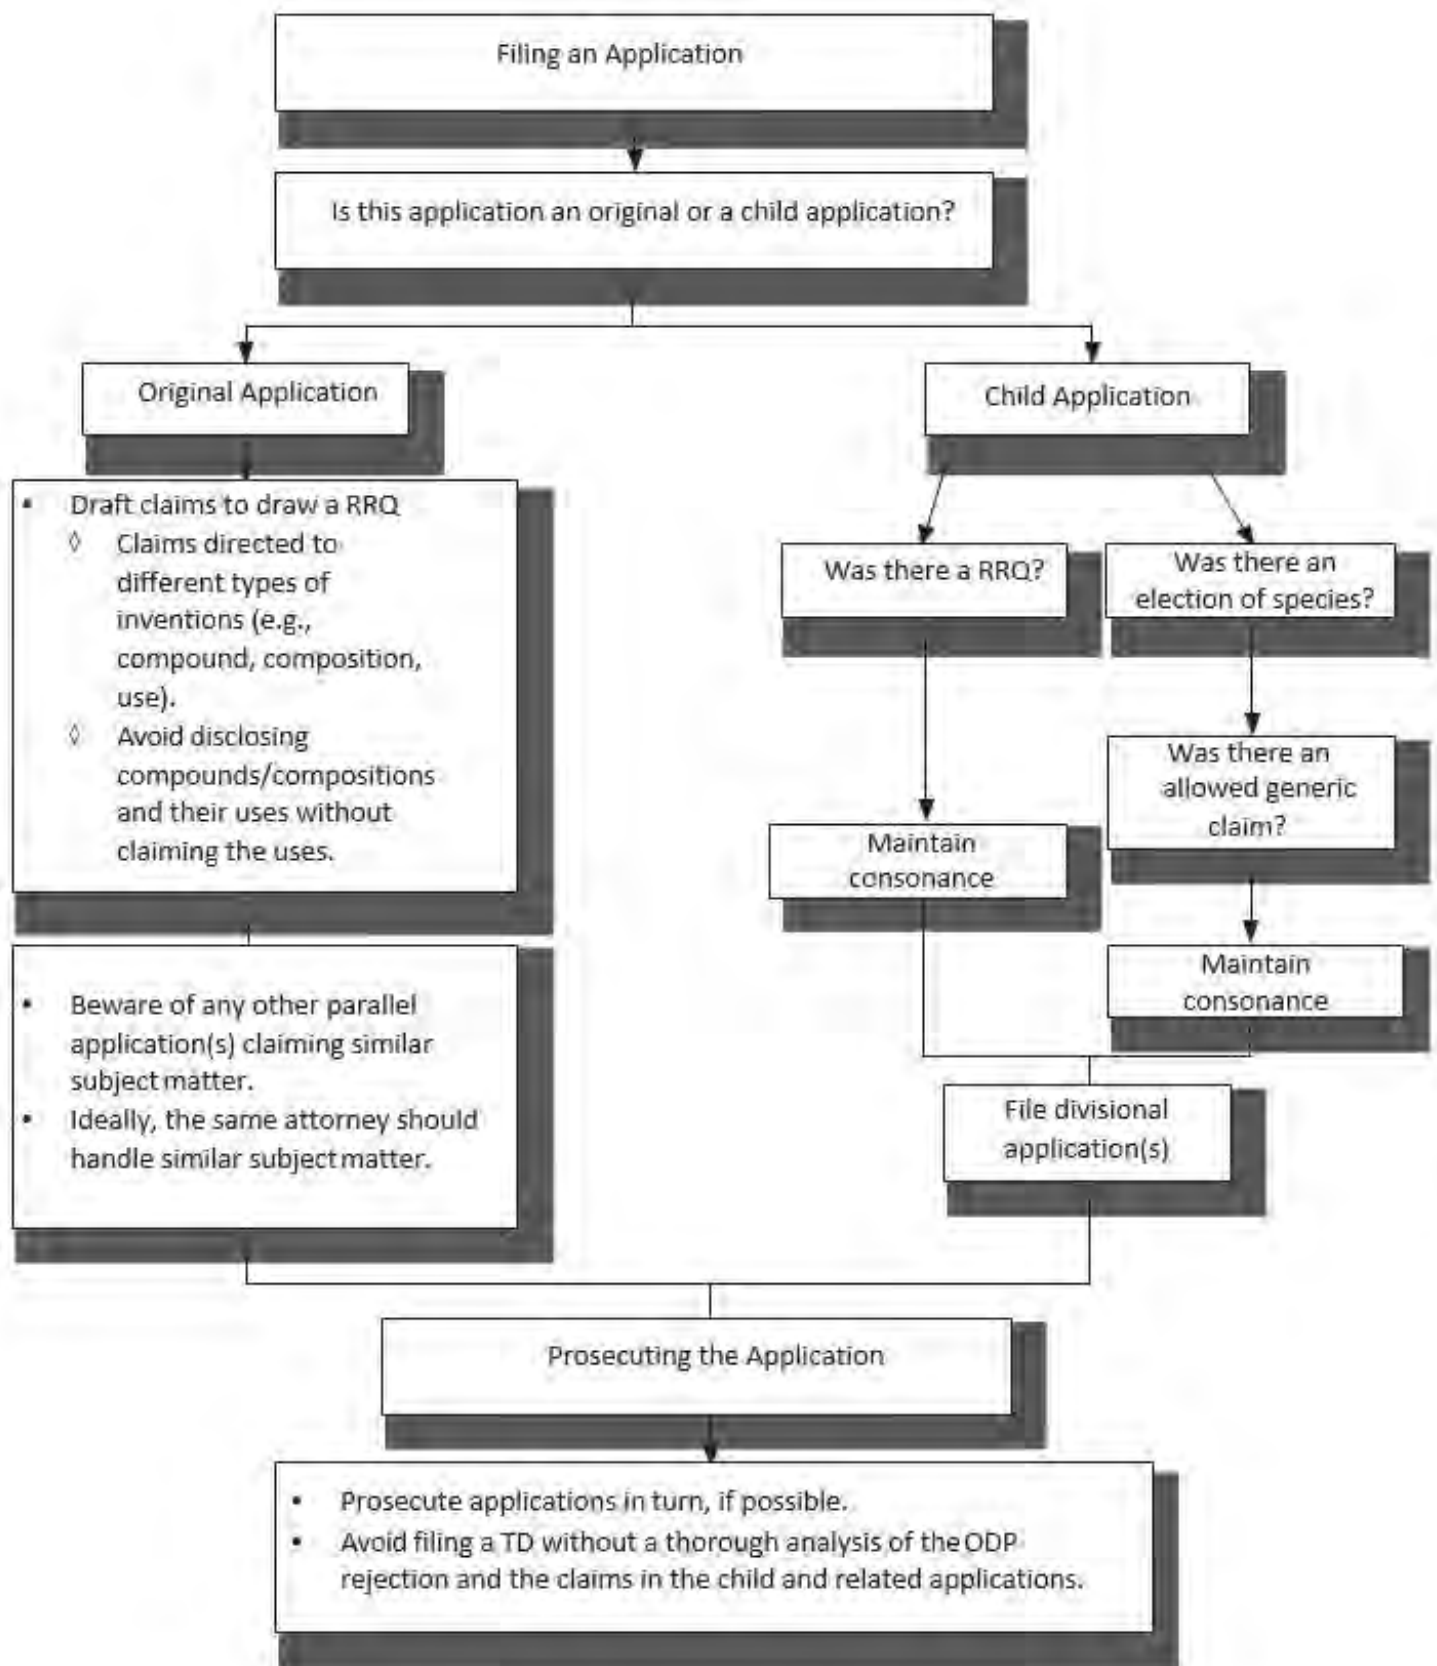 Filing an Application
Is this application an original or a child application?
Original Application
• Draft claims to draw a RRQ
◊ Claims directed to
different types of
inventions (e.g.,
compound, composition,
use).
◊ Avoid disclosing
compounds/compositions
and their uses without
claiming the uses.
• Beware of any other parallel
application(s) claiming similar
subject matter.
• Ideally, the same attorney should
handle similar subject matter.
Child Application
Was there a RRQ?
Maintain
consonance
Was there an
election of species?
Was there an
allowed generic
claim?
Maintain
consonance
File divisional
application(s)
Prosecuting the Application
• Prosecute applications in turn, if possible.
• Avoid filing a TD without a thorough analysis of the ODP
rejection and the claims in the child and related applications.